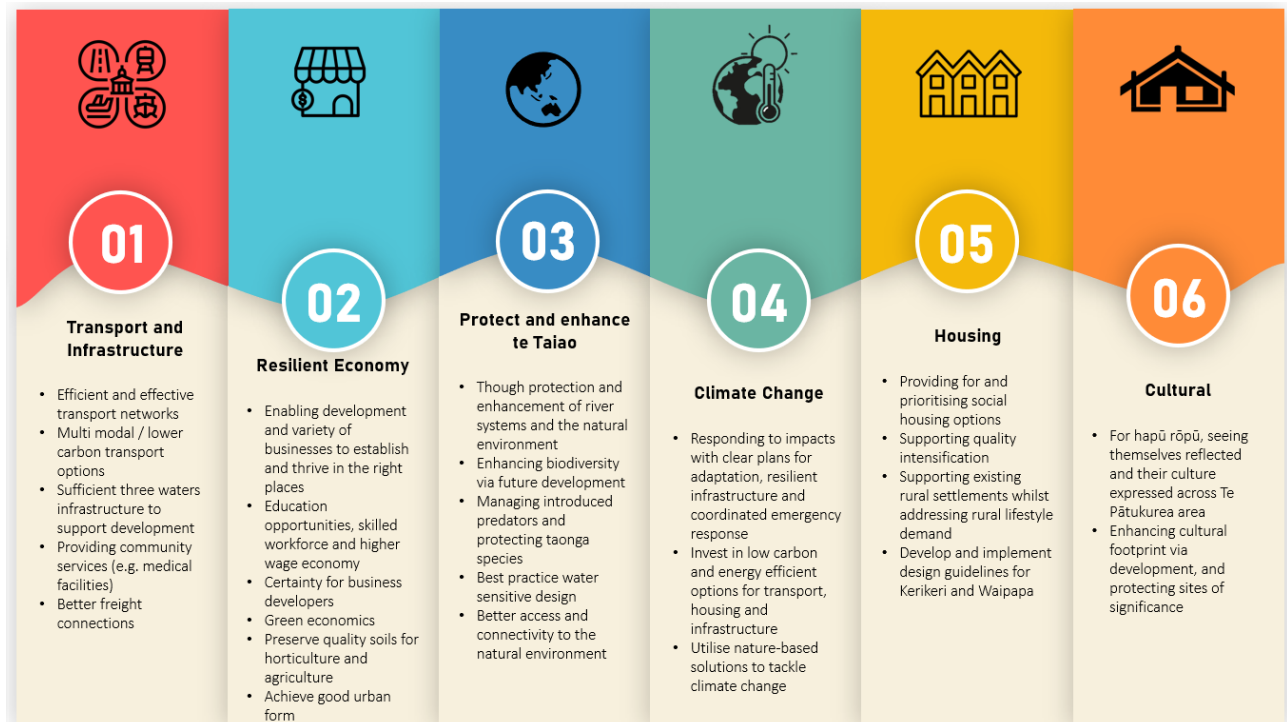 01
Transport and
Infrastructure
• Efficient and effective
transport networks
• Multi modal / lower
carbon transport
options
• Sufficient three waters
infrastructure to
support development
• Providing community
services (e.g. medical
facilities)
• Better freight
connections
$
02
Resilient Economy
• Enabling development
and variety of
businesses to establish
and thrive in the right
places
• Education
opportunities, skilled
workforce and higher
wage economy
• Certainty for business
developers
• Green economics
• Preserve quality soils for
horticulture and
agriculture
• Achieve good urban
form
03
Protect and enhance
te Taiao
• Though protection and
enhancement of river
systems and the natural
environment
• Enhancing biodiversity
via future development
• Managing introduced
predators and
protecting taonga
species
• Best practice water
sensitive design
• Better access and
connectivity to the
natural environment
04
Climate Change
• Responding to impacts
with clear plans for
adaptation, resilient
infrastructure and
coordinated emergency
response
• Invest in low carbon
and energy efficient
options for transport,
housing and
infrastructure
• Utilise nature-based
solutions to tackle
climate change
05
Housing
• Providing for and
prioritising social
housing options
• Supporting quality
intensification
• Supporting existing
rural settlements whilst
addressing rural lifestyle
demand
• Develop and implement
design guidelines for
Kerikeri and Waipapa
06
Cultural
• For hapū rōpū, seeing
themselves reflected
and their culture
expressed across Te
Pātukurea area
• Enhancing cultural
footprint via
development, and
protecting sites of
significance